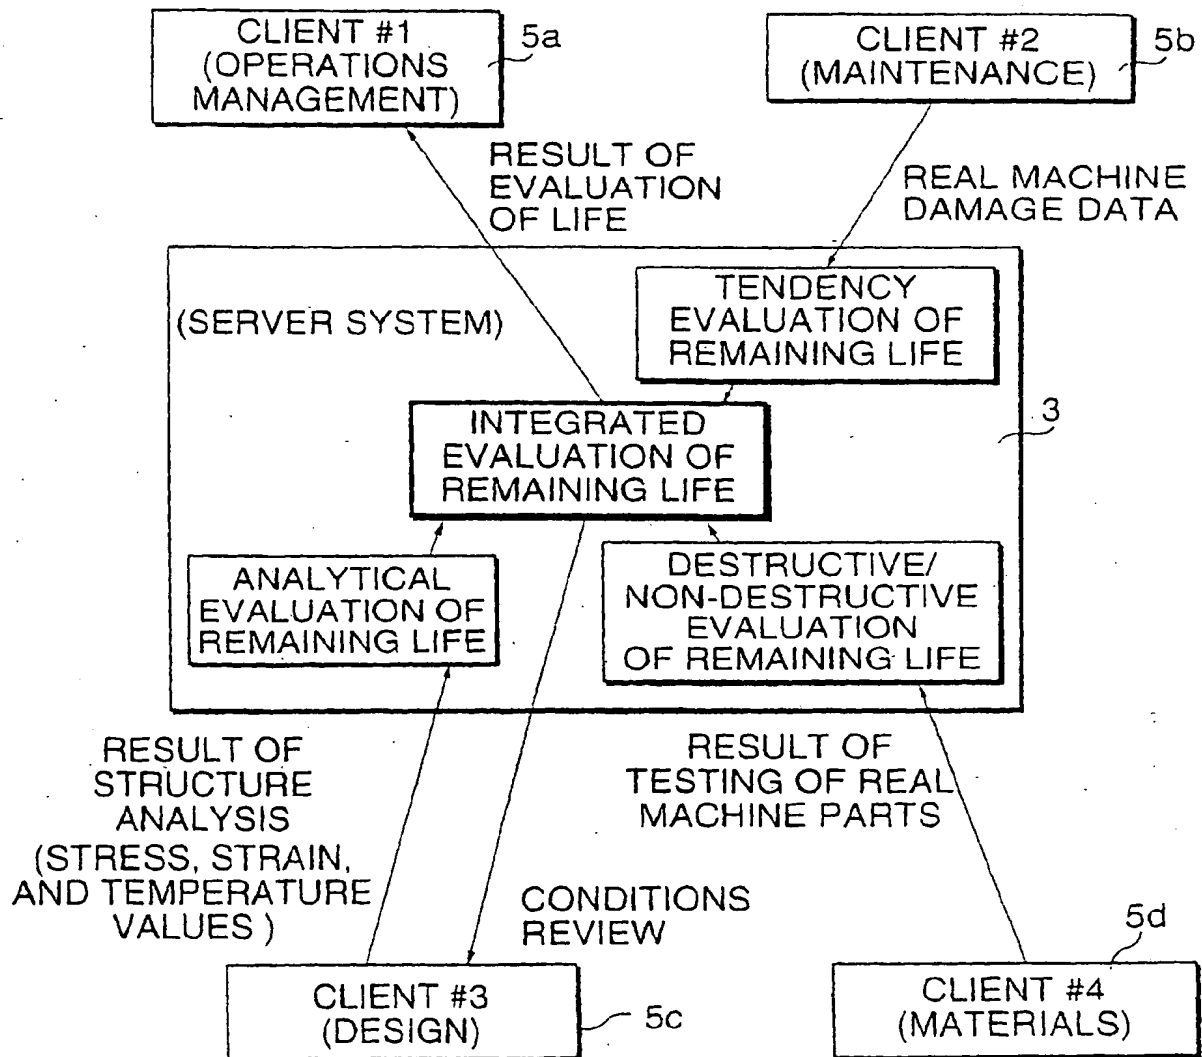 CLIENT #1
(OPERATIONS
MANAGEMENT)
5a
CLIENT #2
(MAINTENANCE)
5b
RESULT OF
EVALUATION
OF LIFE
REAL MACHINE
DAMAGE DATA
(SERVER SYSTEM)
TENDENCY
EVALUATION OF
REMAINING LIFE
3
INTEGRATED
EVALUATION OF
REMAINING LIFE
ANALYTICAL
EVALUATION OF
REMAINING LIFE
DESTRUCTIVE/
NON-DESTRUCTIVE
EVALUATION
OF REMAINING LIFE
RESULT OF
STRUCTURE
ANALYSIS
(STRESS, STRAIN,
AND TEMPERATURE
VALUES )
RESULT OF
TESTING OF REAL
MACHINE PARTS
CONDITIONS
REVIEW
CLIENT #3
(DESIGN)
5c
CLIENT #4
(MATERIALS)
5d